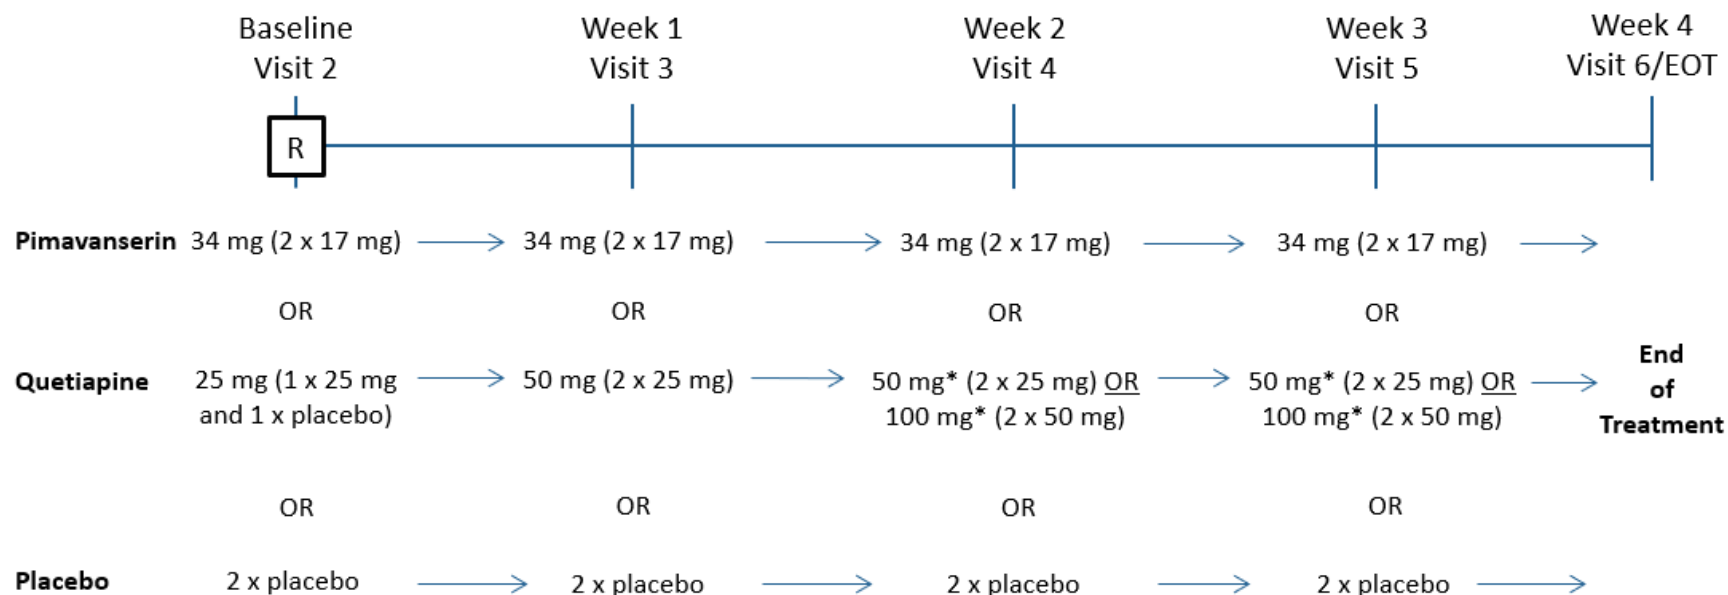 Baseline Week 1 Week 2 Week 3 Week 4
Visit 2 Visit 3 Visit 4 Visit 5 Visit 6/EOT
R
Pimavanserin 34 mg (2 x 17 mg) 34 mg (2 x 17 mg) 34 mg (2 x 17 mg) 34 mg (2 x 17 mg)
OR OR OR OR
Quetiapine 25 mg (1 x 25 mg 50 mg (2 x 25 mg) 50 mg* (2 x 25 mg) OR 50 mg* (2 x 25 mg) OR
and 1 x placebo) 100 mg* (2 x 50 mg) 100 mg* (2 x 50 mg)
End
of
Treatment
OR OR OR OR
Placebo 2 x placebo 2 x placebo 2 x placebo 2 x placebo